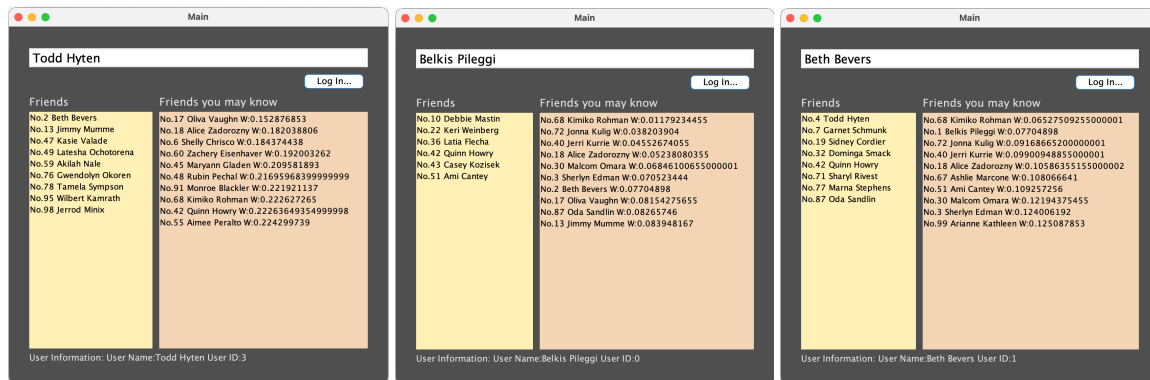 Main
Todd Hyten
Log In...
Friends
Friends you may know
No.2 Beth Bevers
No.13 Jimmy Mumme
No.47 Kasie Valade
No.49 Latesha Ochotorena
No.59 Akilah Nale
No.76 Gwendolyn Okoren
No.78 Tamela Sympson
No.95 Wilbert Kamrath
No.98 Jerrod Minix
No.17 Oliva Vaughn W:0.152876853
No.18 Alice Zadorozny W:0.182038806
No.6 Shelly Chrisco W:0.184374438
No.60 Zachery Eisenhaver W:0.192003262
No.45 Maryann Gladen W:0.209581893
No.48 Rubin Pechal W:0.21695968399999999
No.91 Monroe Blackler W:0.221921137
No.68 Kimiko Rohman W:0.222627265
No.42 Quinn Howry W:0.22263649354999998
No.55 Aimee Peralto W:0.224299739
User Information: User Name:Todd Hyten User ID:3
Main
Belkis Pileggi
Log In...
Friends
Friends you may know
No.10 Debbie Mastin
No.22 Keri Weinberg
No.36 Latia Flecha
No.42 Quinn Howry
No.43 Casey Kozisek
No.51 Ami Cantey
No.68 Kimiko Rohman W:0.01179234455
No.72 Jonna Kulig W:0.038203904
No.40 Jerri Kurrie W:0.04552674055
No.18 Alice Zadorozny W:0.05238080355
No.30 Malcom Omara W:0.06846100655000001
No.3 Sherlyn Edman W:0.070523444
No.2 Beth Bevers W:0.07704898
No.17 Oliva Vaughn W:0.08154275655
No.87 Oda Sandlin W:0.08265746
No.13 Jimmy Mumme W:0.083948167
User Information: User Name:Belkis Pileggi User ID:0
Main
Beth Bevers
Log In...
Friends
Friends you may know
No.4 Todd Hyten
No.7 Garnet Schmunk
No.19 Sidney Cordier
No.32 Dominga Smack
No.42 Quinn Howry
No.71 Sharyl Rivest
No.77 Marna Stephens
No.87 Oda Sandlin
No.68 Kimiko Rohman W:0.06527509255000001
No.1 Belkis Pileggi W:0.07704898
No.72 Jonna Kulig W:0.09168665200000001
No.40 Jerri Kurrie W:0.09900948855000001
No.18 Alice Zadorozny W:0.10586355155000002
No.67 Ashlie Marcone W:0.108066641
No.51 Ami Cantey W:0.109257256
No.30 Malcom Omara W:0.12194375455
No.3 Sherlyn Edman W:0.124006192
No.99 Arianne Kathleen W:0.125087853
User Information: User Name:Beth Bevers User ID:1